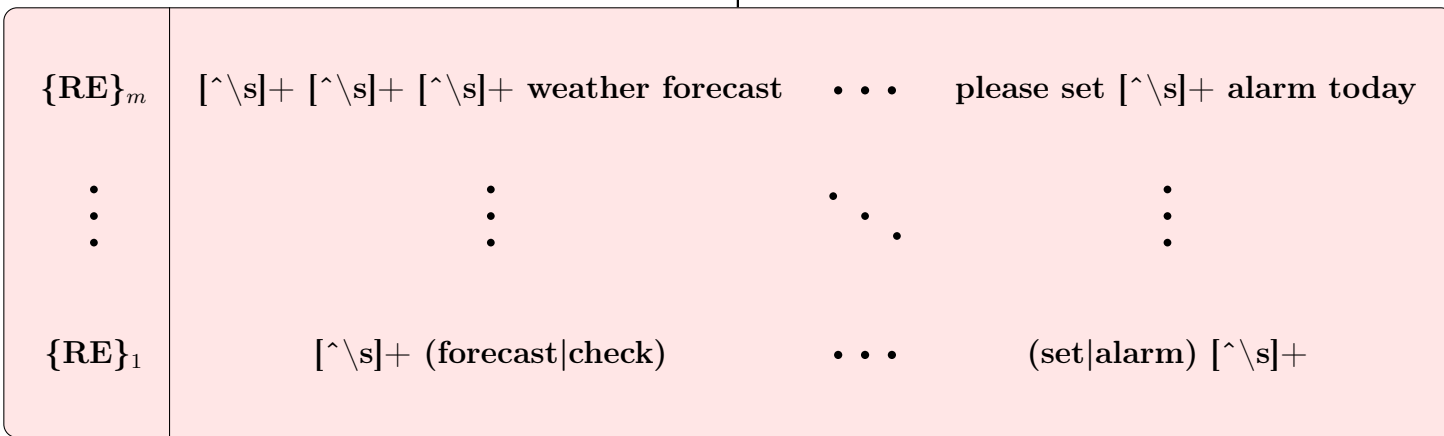 {RE}m [^\s]+ [^\s]+ [^\s]+ weather forecast • • • please set [^\s]+ alarm today
{RE}1 [^\s]+ (forecast|check) • • • (set|alarm) [^\s]+